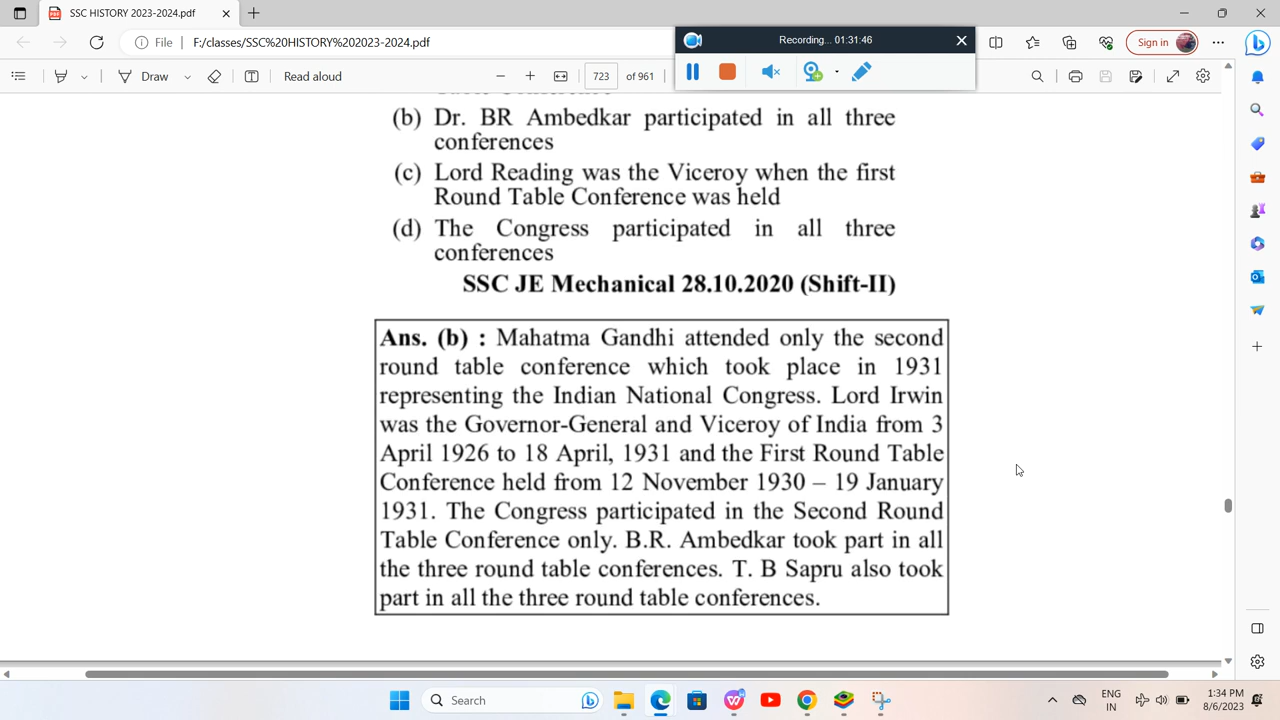 SSC HISTORY 2023-2024.pdf
File
F:/classes/SSC%20HISTORY%202023-2024.pdf
Recording... 01:31:46
Sign in
Draw
Read aloud
723
of 961
(b) Dr. BR Ambedkar participated in all three
conferences
(c) Lord Reading was the Viceroy when the first
Round Table Conference was held
(d) The Congress participated in all three
conferences
SSC JE Mechanical 28.10.2020 (Shift-II)
Ans. (b) : Mahatma Gandhi attended only the second
round table conference which took place in 1931
representing the Indian National Congress. Lord Irwin
was the Governor-General and Viceroy of India from 3
April 1926 to 18 April, 1931 and the First Round Table
Conference held from 12 November 1930 – 19 January
1931. The Congress participated in the Second Round
Table Conference only. B.R. Ambedkar took part in all
the three round table conferences. T. B Sapru also took
part in all the three round table conferences.
Search
ENG
IN
1:34 PM
8/6/2023